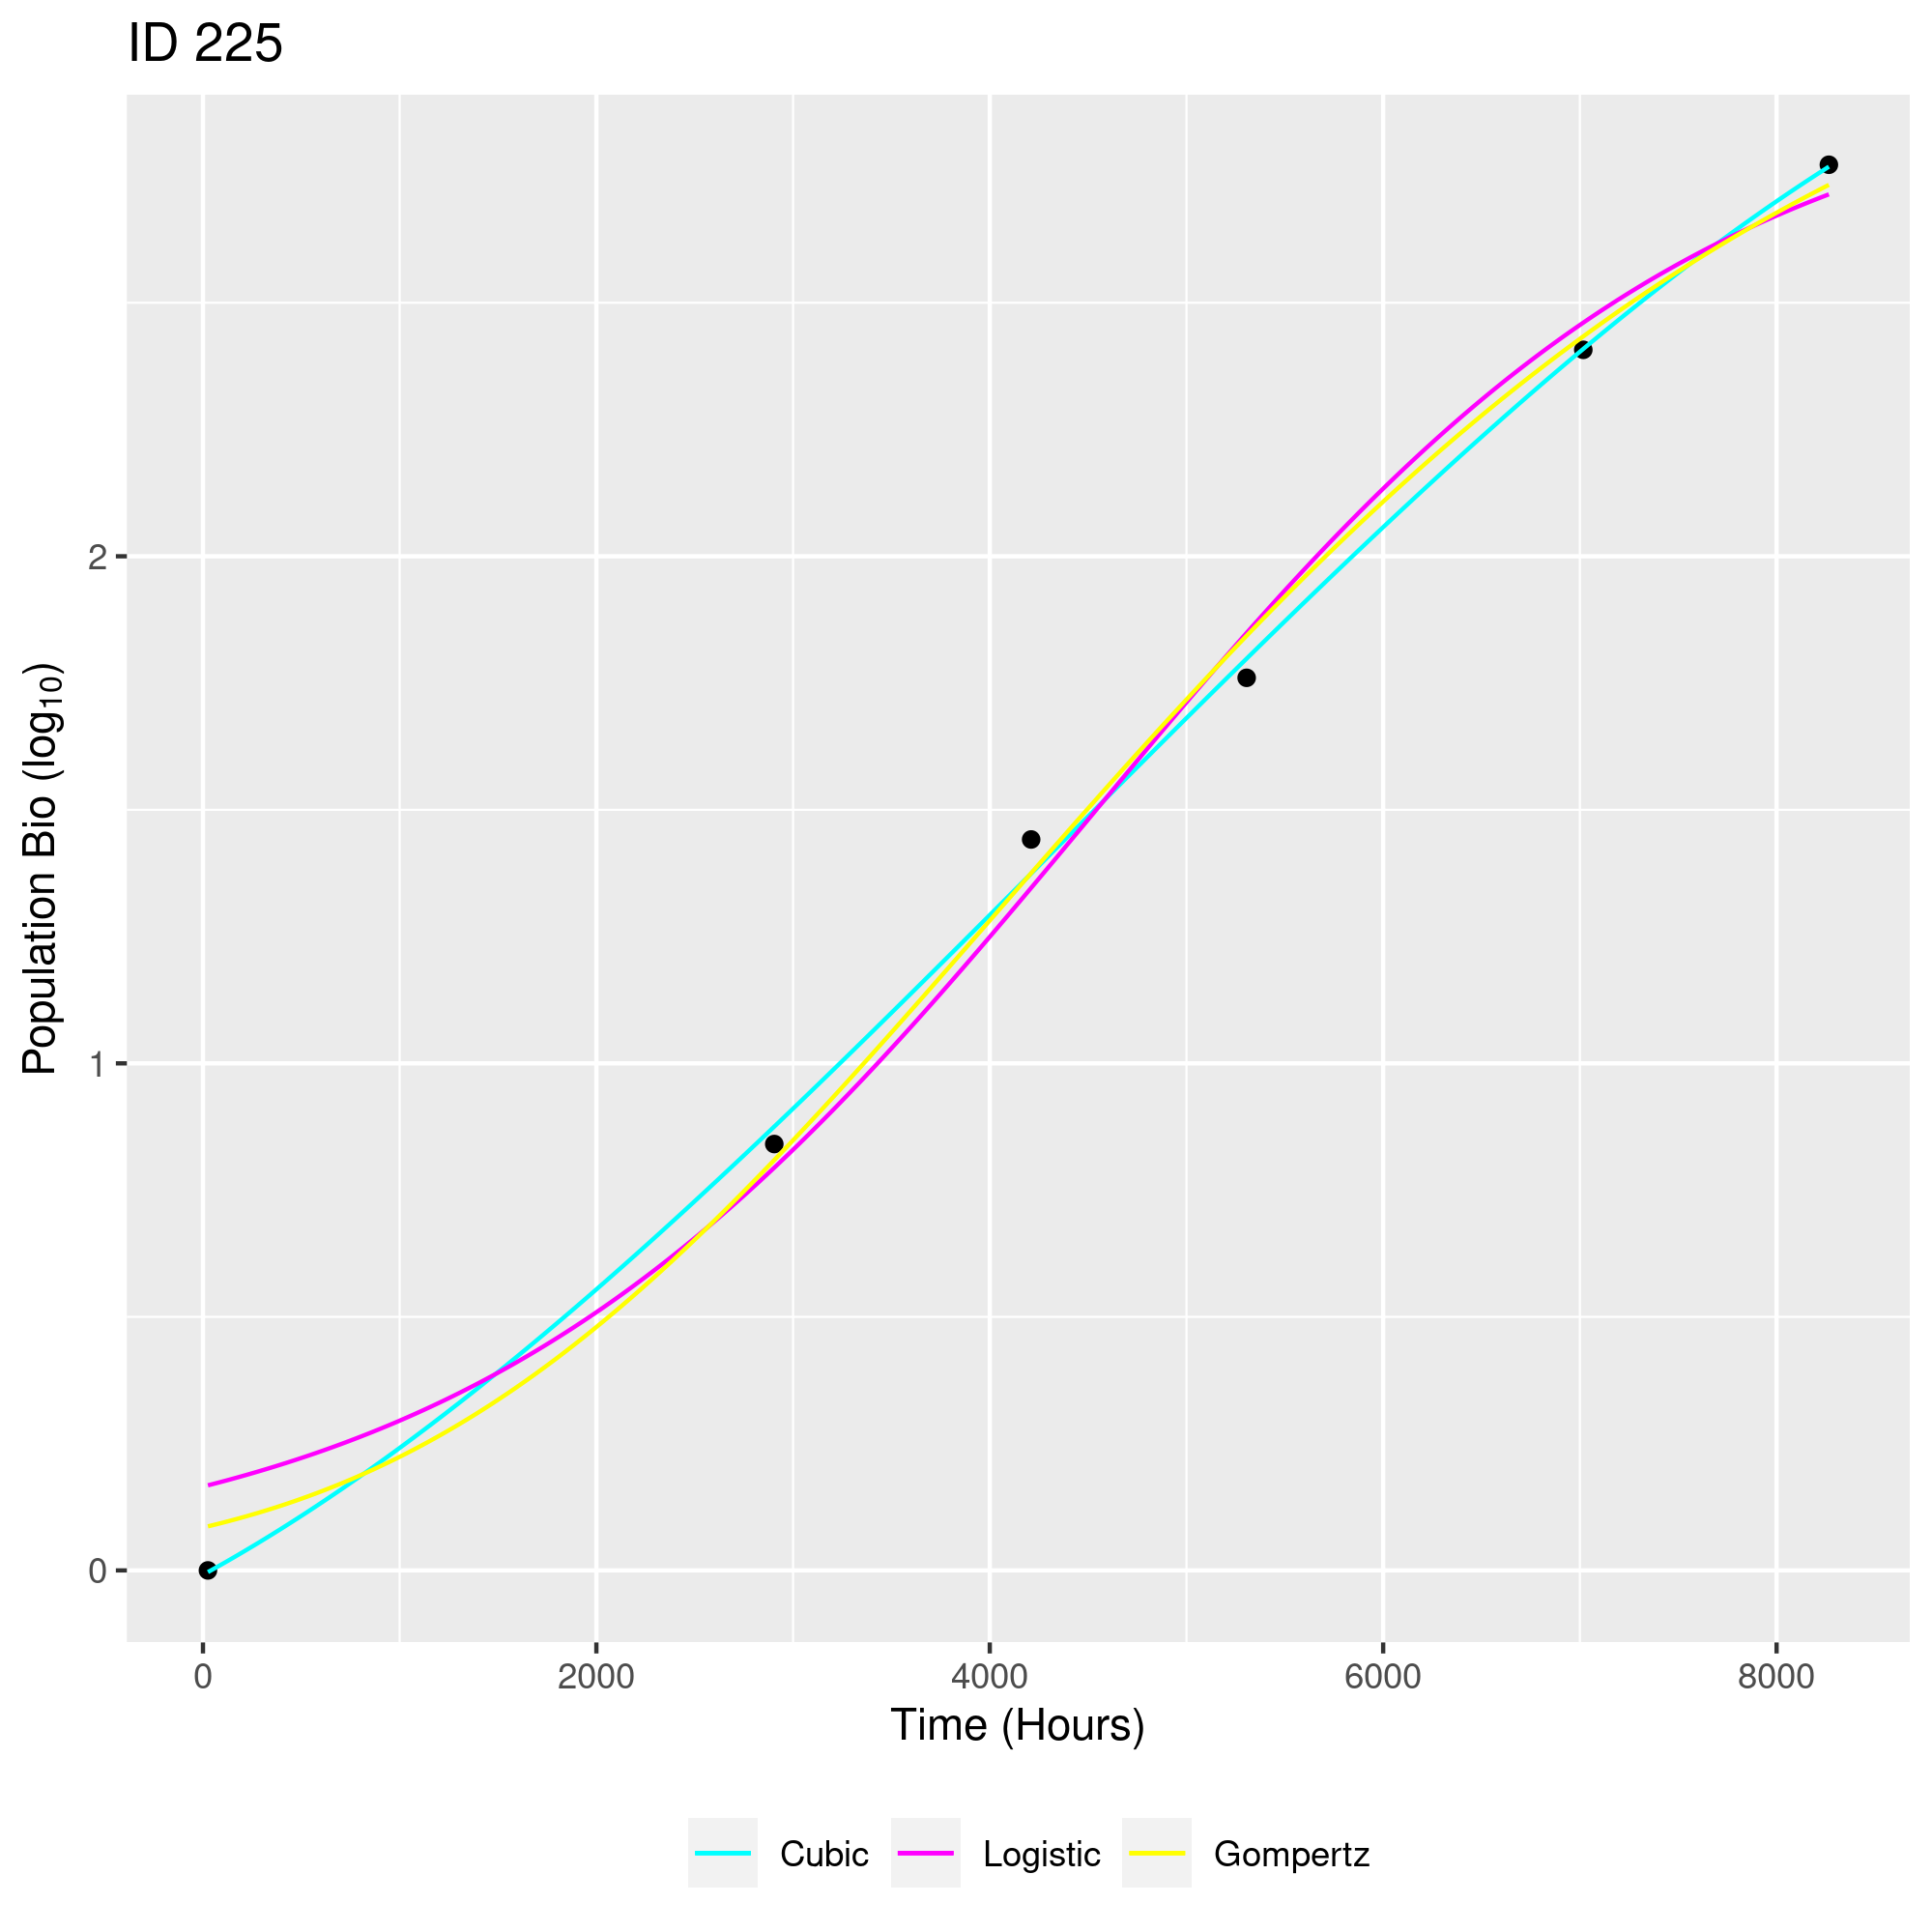 ID 225
Population Bio (log₁₀)
2
1
0
0 2000 4000 6000 8000
Time (Hours)
Cubic Logistic Gompertz